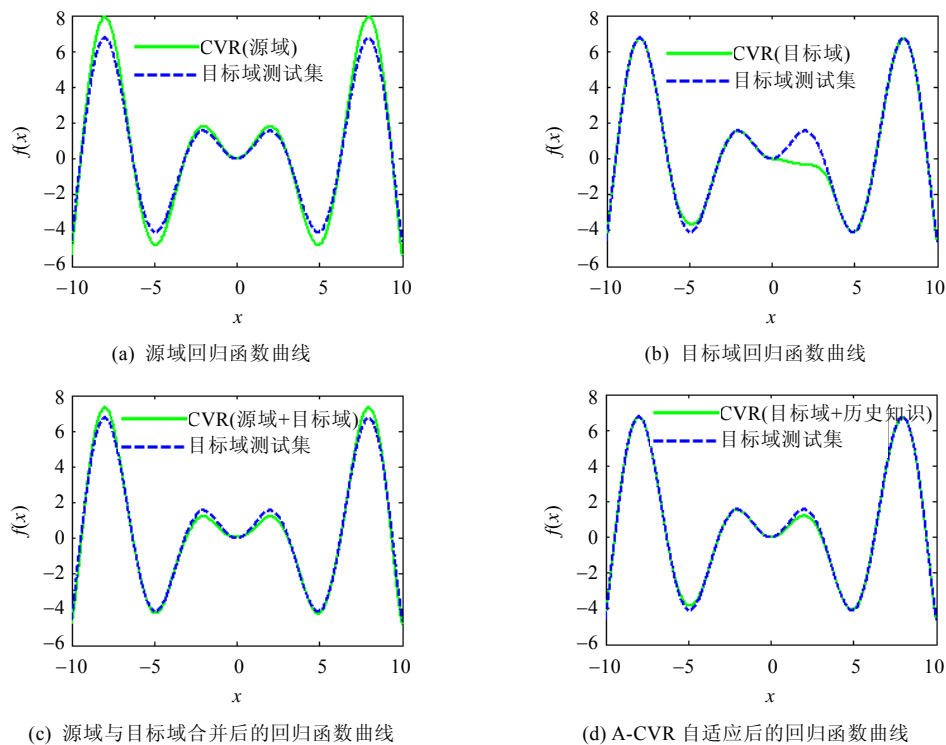 8
6
4
2
0
−2
−4
−6
f(x)
CVR(源域)
目标域测试集
−10 −5 0 5 10
x
(a) 源域回归函数曲线
8
6
4
2
0
−2
−4
−6
f(x)
CVR(目标域)
目标域测试集
−10 −5 0 5 10
x
(b) 目标域回归函数曲线
8
6
4
2
0
−2
−4
−6
f(x)
CVR(源域+目标域)
目标域测试集
−10 −5 0 5 10
x
(c) 源域与目标域合并后的回归函数曲线
8
6
4
2
0
−2
−4
−6
f(x)
CVR(目标域+历史知识)
目标域测试集
−10 −5 0 5 10
x
(d) A-CVR 自适应后的回归函数曲线